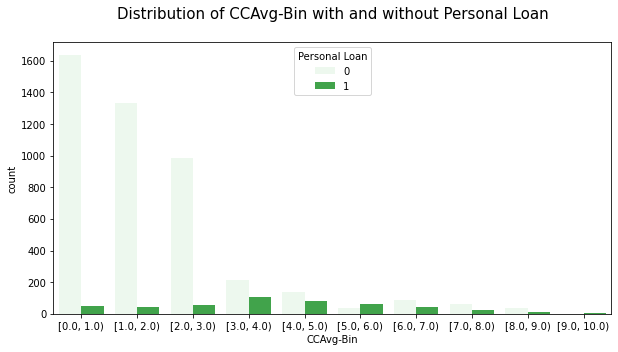 Distribution of CCAvg-Bin with and without Personal Loan
Personal Loan
0
1
count
1600
1400
1200
1000
800
600
400
200
0
[0.0, 1.0) [1.0, 2.0) [2.0, 3.0) [3.0, 4.0) [4.0, 5.0) [5.0, 6.0) [6.0, 7.0) [7.0, 8.0) [8.0, 9.0) [9.0, 10.0)
CCAvg-Bin